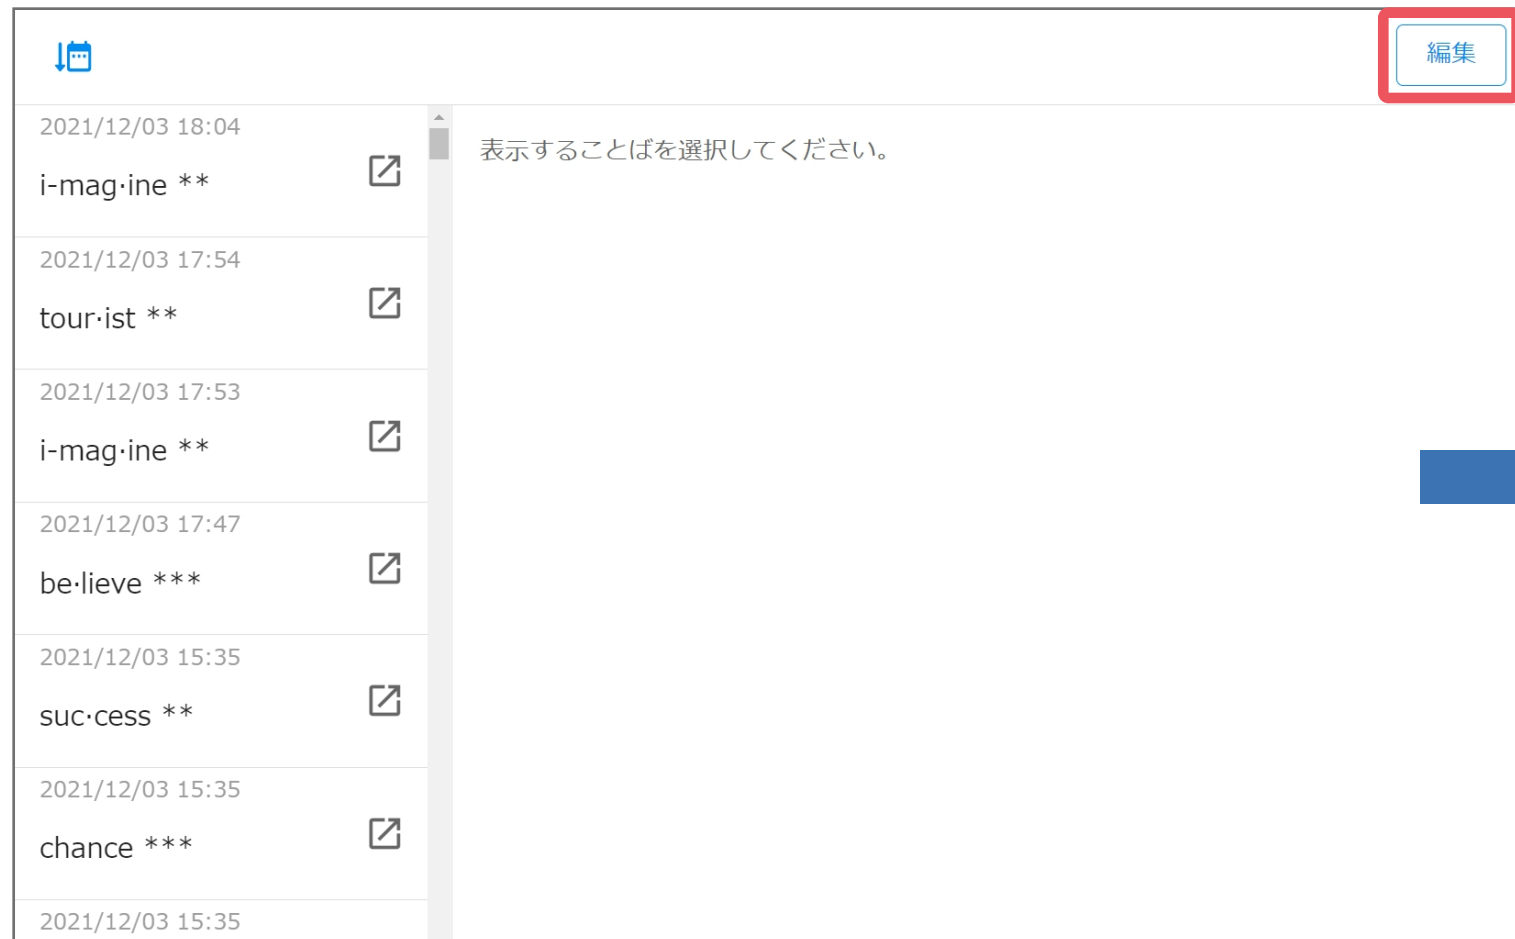 編集
2021/12/03 18:04
i-mag·ine **
2021/12/03 17:54
tour·ist **
2021/12/03 17:53
i-mag·ine **
2021/12/03 17:47
be·lieve ***
2021/12/03 15:35
suc·cess **
2021/12/03 15:35
chance ***
2021/12/03 15:35
表示することばを選択してください。